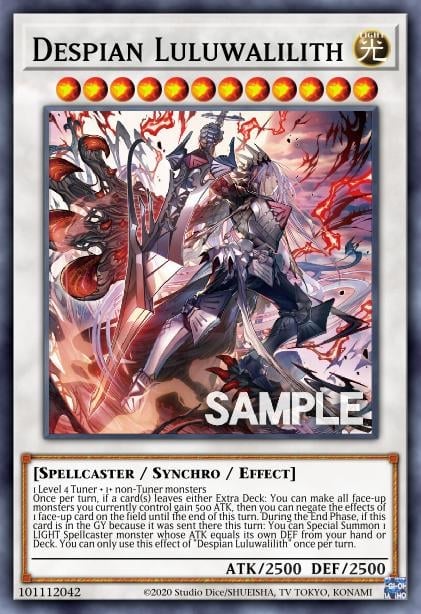 Despian Luluwalilith
LIGHT
光
SAMPLE
[Spellcaster / Synchro / Effect]
1 Level 4 Tuner + 1+ non-Tuner monsters
Once per turn, if a card(s) leaves either Extra Deck: You can make all face-up
monsters you currently control gain 500 ATK, then you can negate the effects of
1 face-up card on the field until the end of this turn. During the End Phase, if this
card is in the GY because it was sent there this turn: You can Special Summon 1
LIGHT Spellcaster monster whose ATK equals its own DEF from your hand or
Deck. You can only use this effect of "Despian Luluwalilith" once per turn.
ATK/2500 DEF/2500
101112042
©2020 Studio Dice/SHUEISHA, TV TOKYO, KONAMI